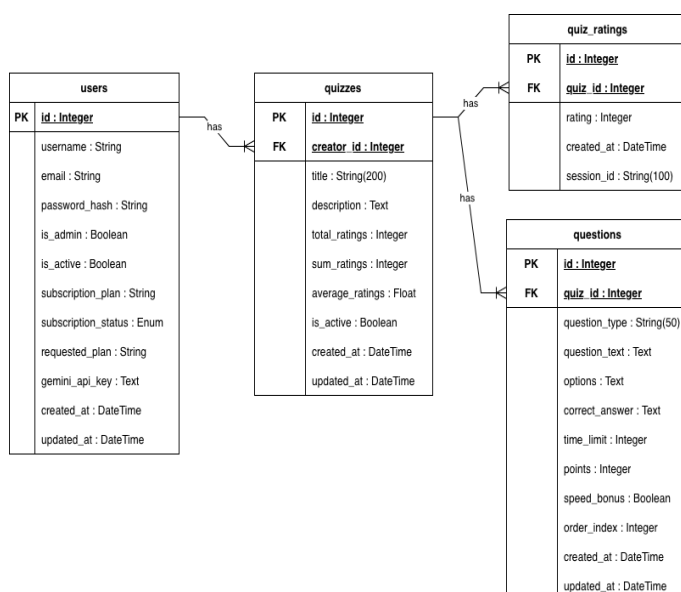 users
PK id : Integer
username : String
email : String
password_hash : String
is_admin : Boolean
is_active : Boolean
subscription_plan : String
subscription_status : Enum
requested_plan : String
gemini_api_key : Text
created_at : DateTime
updated_at : DateTime
has
quizzes
PK id : Integer
FK creator_id : Integer
title : String(200)
description : Text
total_ratings : Integer
sum_ratings : Integer
average_ratings : Float
is_active : Boolean
created_at : DateTime
updated_at : DateTime
has
has
quiz_ratings
PK id : Integer
FK quiz_id : Integer
rating : Integer
created_at : DateTime
session_id : String(100)
questions
PK id : Integer
FK quiz_id : Integer
question_type : String(50)
question_text : Text
options : Text
correct_answer : Text
time_limit : Integer
points : Integer
speed_bonus : Boolean
order_index : Integer
created_at : DateTime
updated_at : DateTime